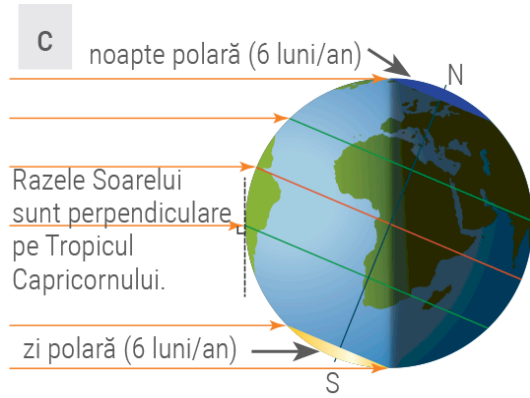 C
noapte polară (6 luni/an)
N
Razele Soarelui
sunt perpendiculare
pe Tropicul
Capricornului.
zi polară (6 luni/an)
S